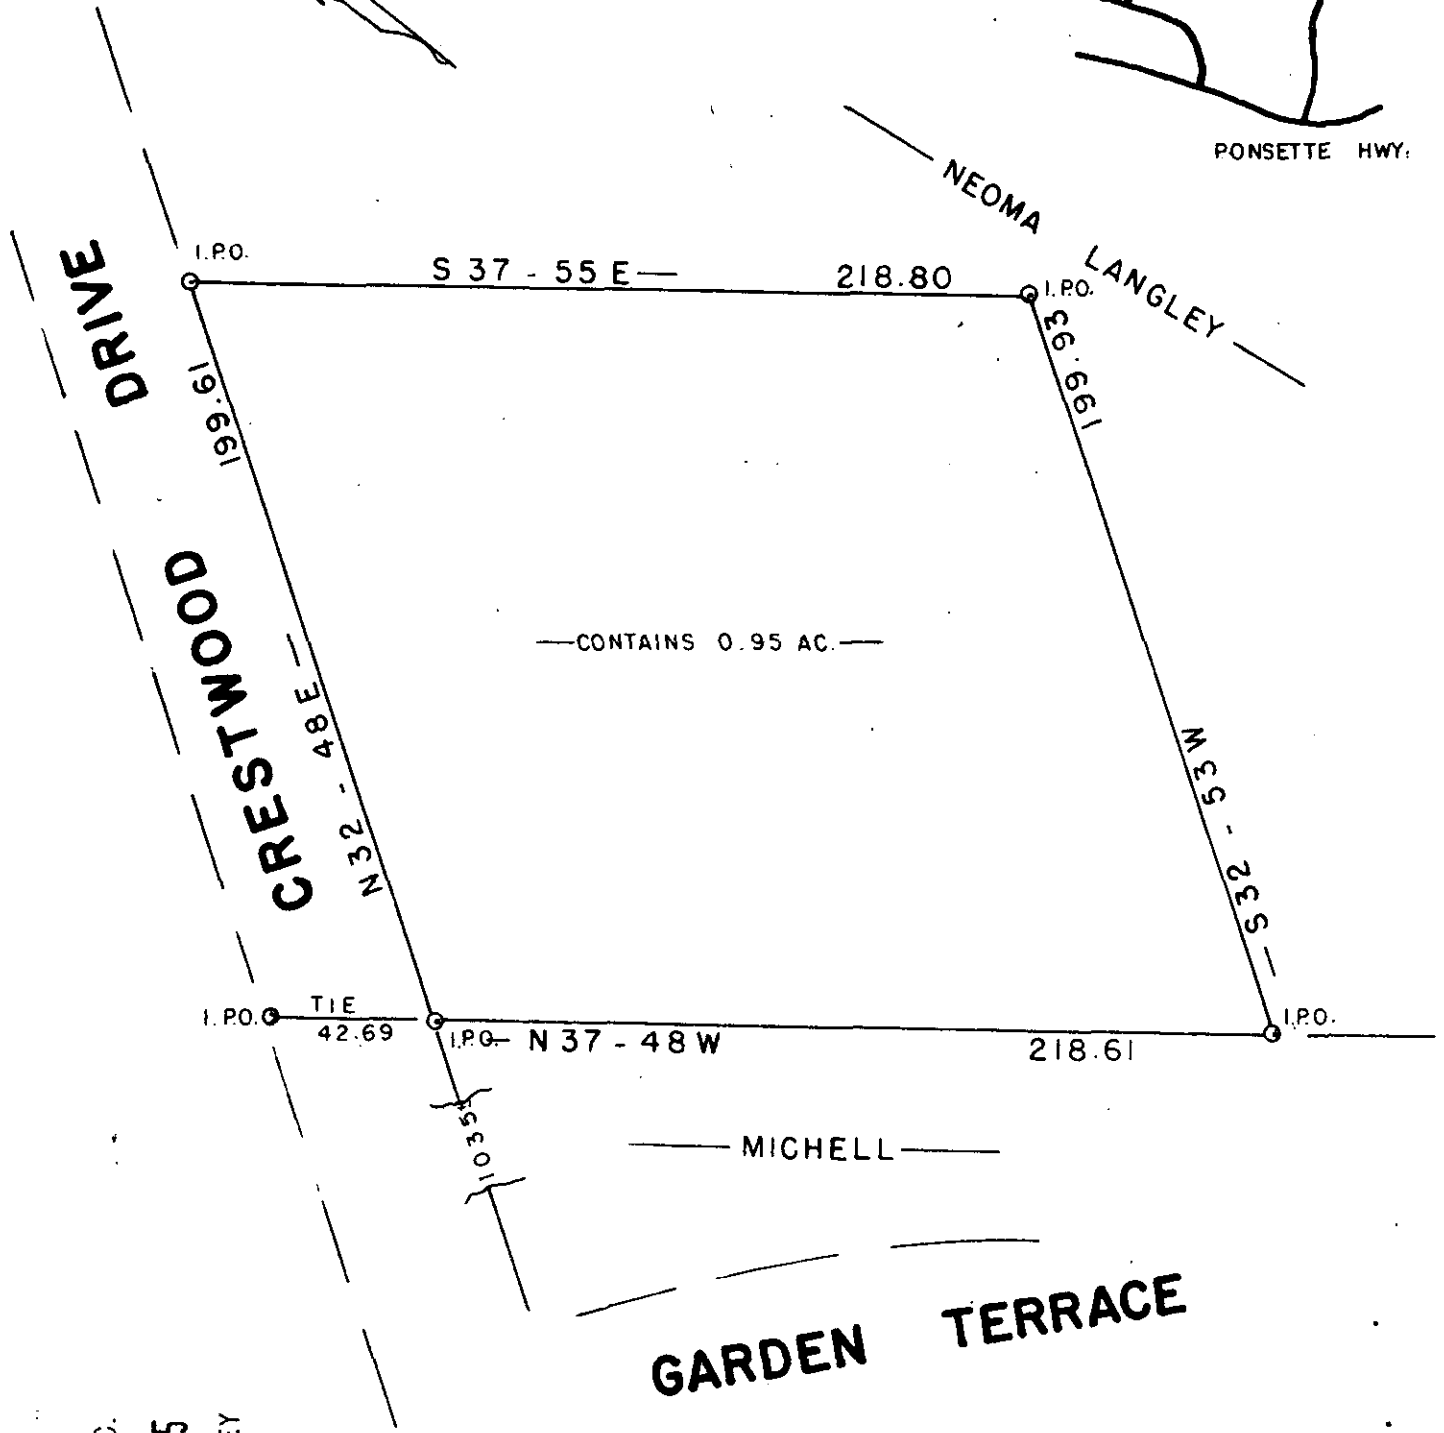 PONSETTE HWY.
NEOMA LANGLEY
I.P.O.
S 37 - 55 E
218.80
I.P.O.
199.61
199.93
CRESTWOOD DRIVE
CONTAINS 0.95 AC.
N 32 - 48 E
S 32 - 53 W
I.P.O.
TIE
42.69
I.P.O.
N 37 - 48 W
218.61
I.P.O.
1035±
MICHELL
GARDEN TERRACE